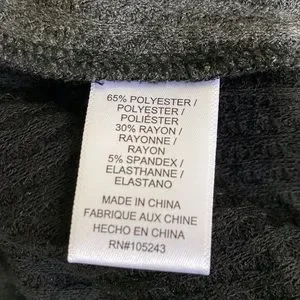 65% POLYESTER /
POLYESTER /
POLIÉSTER
30% RAYON /
RAYONNE /
RAYON
5% SPANDEX /
ELASTHANNE /
ELASTANO
MADE IN CHINA
FABRIQUE AUX CHINE
HECHO EN CHINA
RN#105243